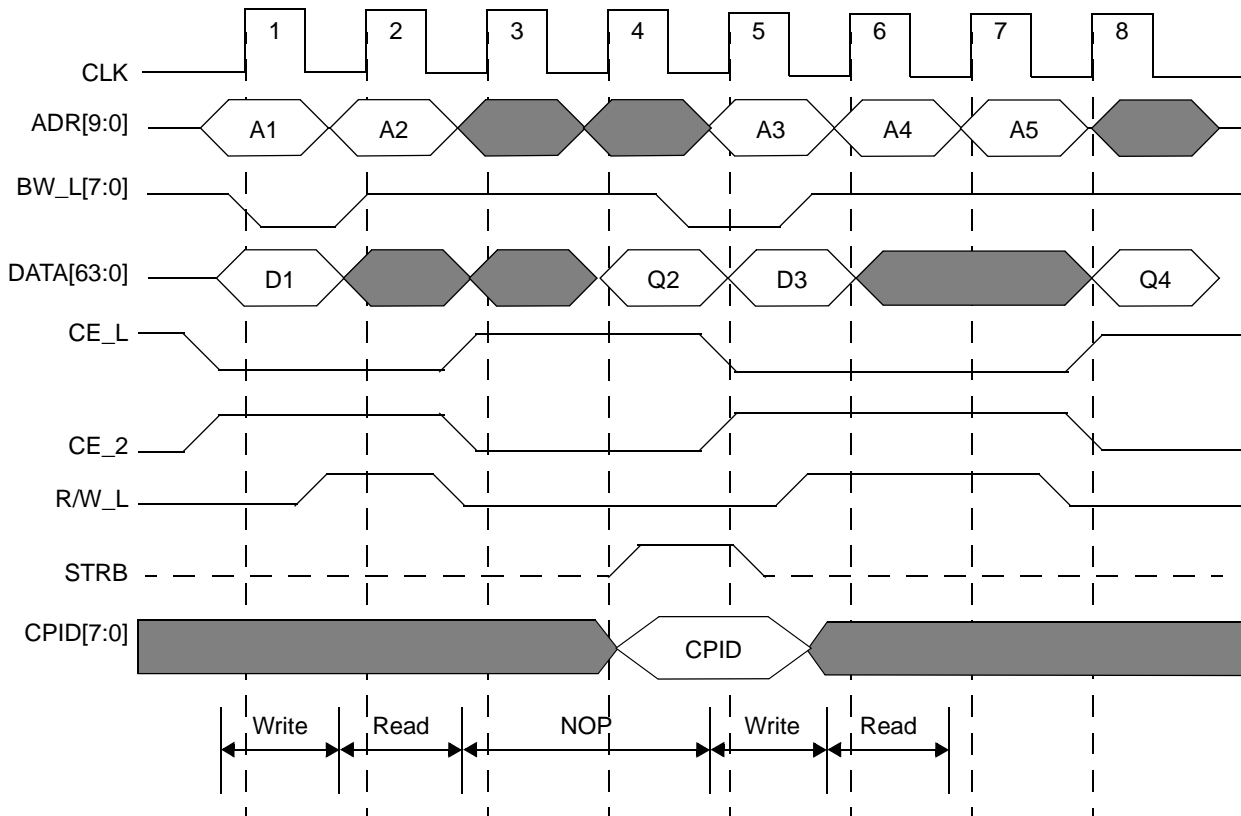 1 2 3 4 5 6 7 8
CLK
ADR[9:0] A1 A2 A3 A4 A5
BW_L[7:0]
DATA[63:0] D1 Q2 D3 Q4
CE_L
CE_2
R/W_L
STRB
CPID[7:0] CPID
Write Read NOP Write Read